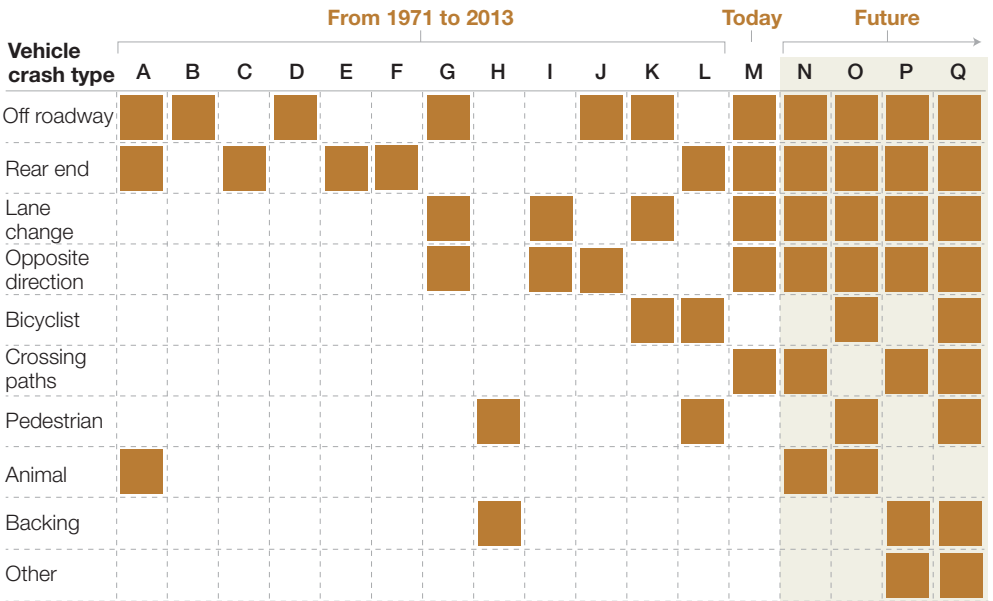 From 1971 to 2013 Today Future
Vehicle
crash type A B C D E F G H I J K L M N O P Q
Off roadway
Rear end
Lane
change
Opposite
direction
Bicyclist
Crossing
paths
Pedestrian
Animal
Backing
Other